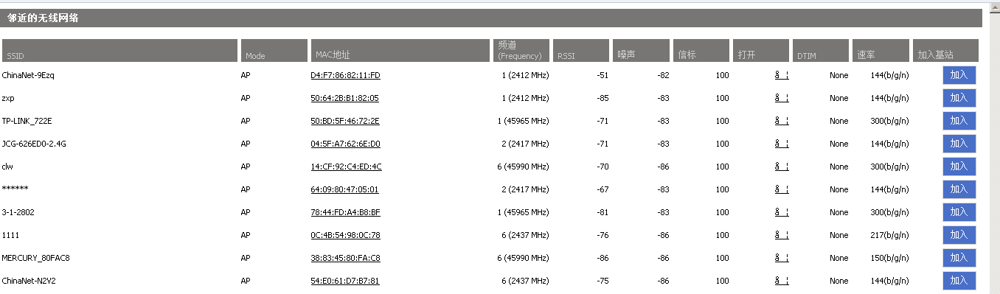 邻近的无线网络
SSID Mode MAC地址 频道 (Frequency) RSSI 噪声 信标 打开 DTIM 速率 加入基站
ChinaNet-9Ezq AP D4:F7:86:82:11:FD 1 (2412 MHz) -51 -82 100 å ¦ None 144(b/g/n) 加入
zxp AP 50:64:2B:B1:82:05 1 (2412 MHz) -85 -83 100 å ¦ None 144(b/g/n) 加入
TP-LINK_722E AP 50:BD:5F:46:72:2E 1 (45965 MHz) -71 -83 100 å ¦ None 300(b/g/n) 加入
JCG-626ED0-2.4G AP 04:5F:A7:62:6E:D0 2 (2417 MHz) -71 -83 100 å ¦ None 144(b/g/n) 加入
clw AP 14:CF:92:C4:ED:4C 6 (45990 MHz) -70 -86 100 å ¦ None 300(b/g/n) 加入
****** AP 64:09:80:47:05:01 2 (2417 MHz) -67 -83 100 å ¦ None 144(b/g/n) 加入
3-1-2802 AP 78:44:FD:A4:B8:BF 1 (45965 MHz) -81 -83 100 å ¦ None 300(b/g/n) 加入
1111 AP 0C:4B:54:98:0C:78 6 (2437 MHz) -76 -86 100 å ¦ None 217(b/g/n) 加入
MERCURY_80FAC8 AP 38:83:45:80:FA:C8 6 (45990 MHz) -86 -86 100 å ¦ None 150(b/g/n) 加入
ChinaNet-N2V2 AP 54:E0:61:D7:B7:81 6 (2437 MHz) -75 -86 100 å ¦ None 144(b/g/n) 加入